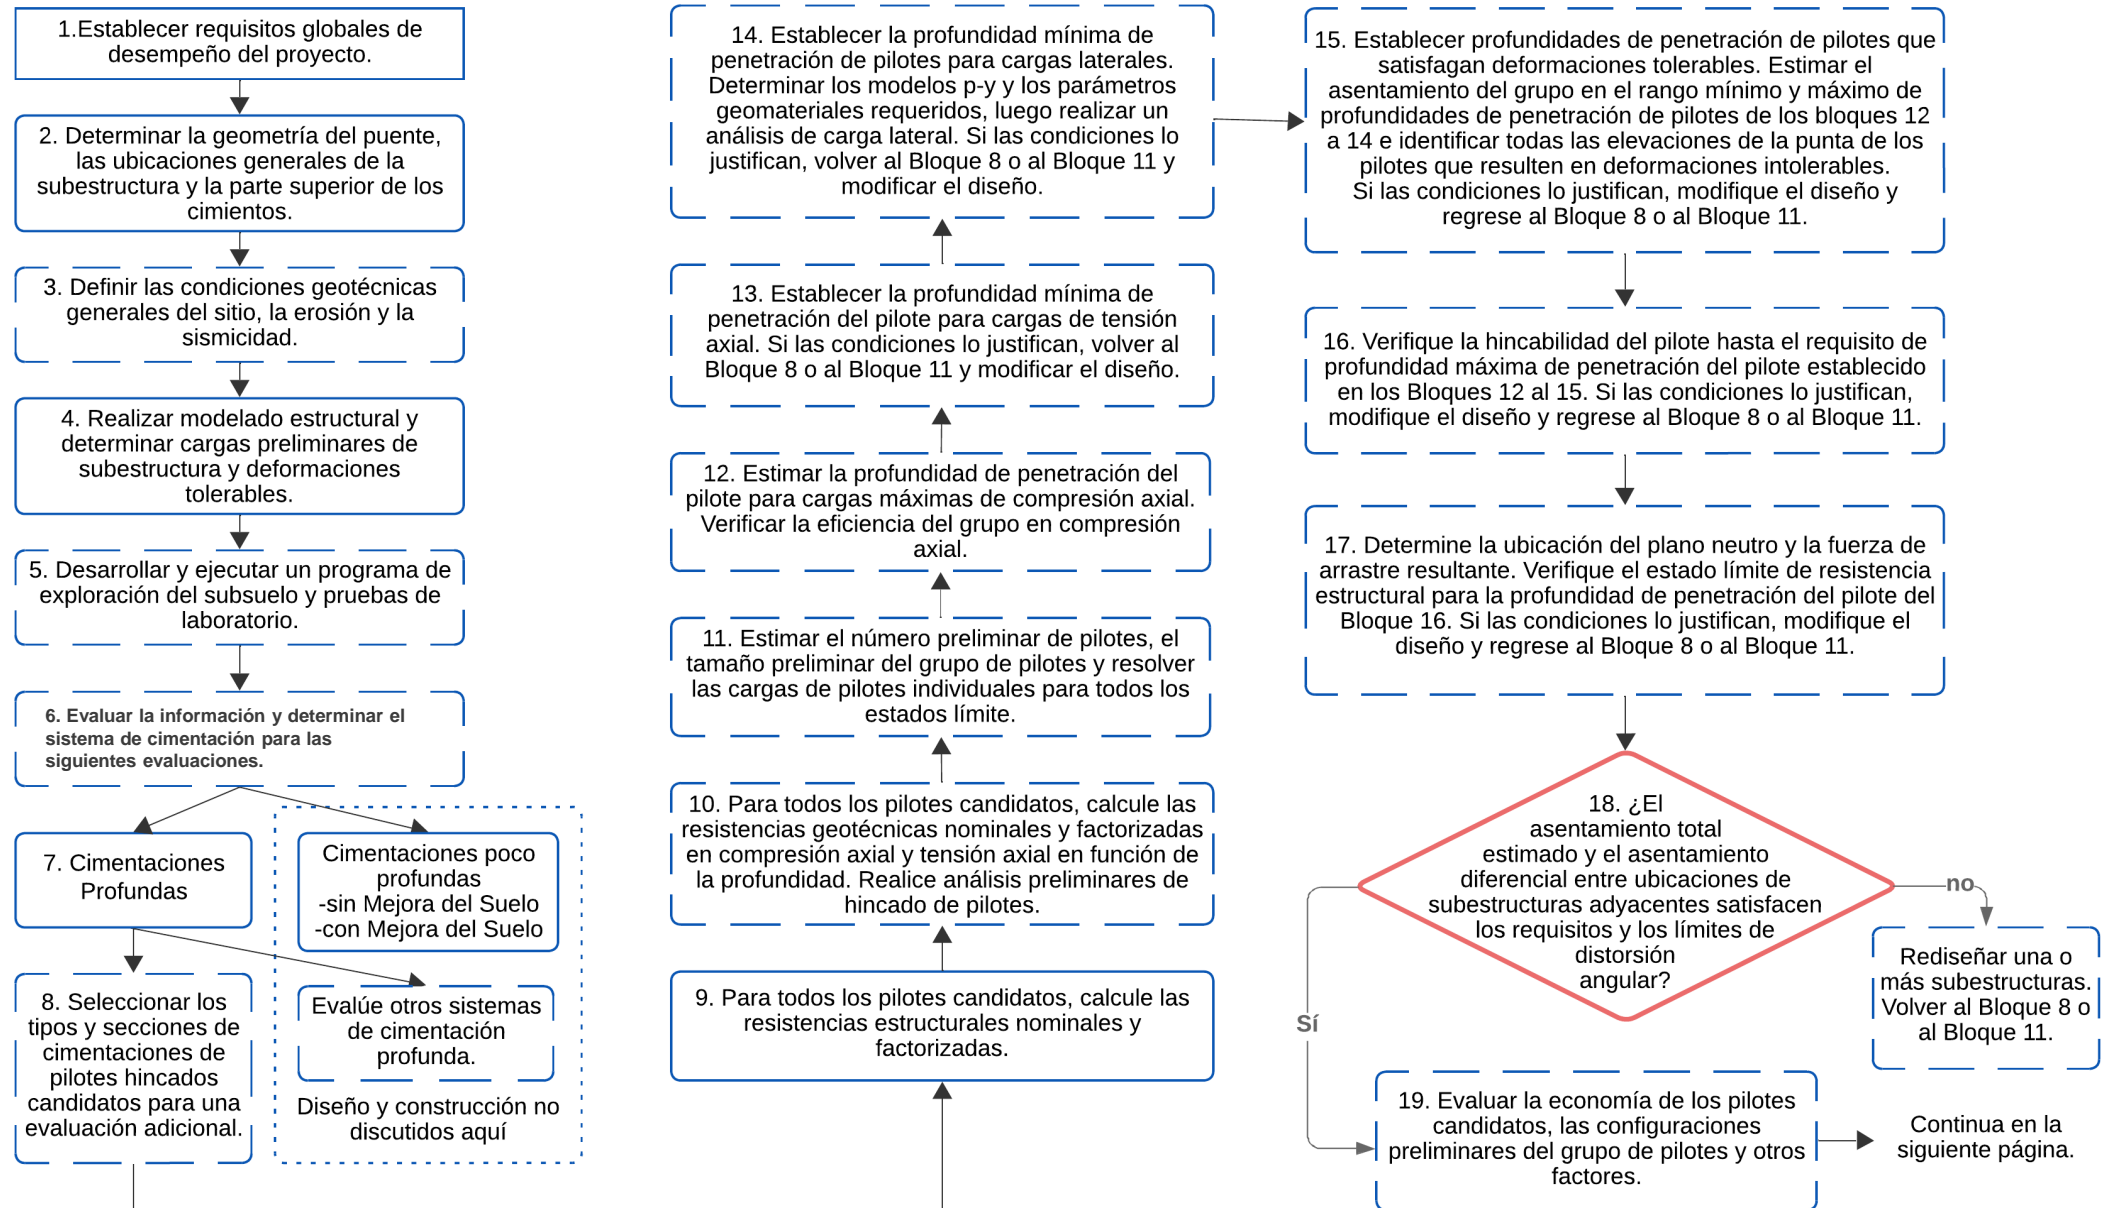 1.Establecer requisitos globales de
desempeño del proyecto.
2. Determinar la geometría del puente,
las ubicaciones generales de la
subestructura y la parte superior de los
cimientos.
3. Definir las condiciones geotécnicas
generales del sitio, la erosión y la
sismicidad.
4. Realizar modelado estructural y
determinar cargas preliminares de
subestructura y deformaciones
tolerables.
5. Desarrollar y ejecutar un programa de
exploración del subsuelo y pruebas de
laboratorio.
6. Evaluar la información y determinar el
sistema de cimentación para las
siguientes evaluaciones.
7. Cimentaciones
Profundas
Cimentaciones poco
profundas
-sin Mejora del Suelo
-con Mejora del Suelo
8. Seleccionar los
tipos y secciones de
cimentaciones de
pilotes hincados
candidatos para una
evaluación adicional.
Evalúe otros sistemas
de cimentación
profunda.
Diseño y construcción no
discutidos aquí
9. Para todos los pilotes candidatos, calcule las
resistencias estructurales nominales y
factorizadas.
10. Para todos los pilotes candidatos, calcule las
resistencias geotécnicas nominales y factorizadas
en compresión axial y tensión axial en función de
la profundidad. Realice análisis preliminares de
hincado de pilotes.
11. Estimar el número preliminar de pilotes, el
tamaño preliminar del grupo de pilotes y resolver
las cargas de pilotes individuales para todos los
estados límite.
12. Estimar la profundidad de penetración del
pilote para cargas máximas de compresión axial.
Verificar la eficiencia del grupo en compresión
axial.
13. Establecer la profundidad mínima de
penetración del pilote para cargas de tensión
axial. Si las condiciones lo justifican, volver al
Bloque 8 o al Bloque 11 y modificar el diseño.
14. Establecer la profundidad mínima de
penetración de pilotes para cargas laterales.
Determinar los modelos p-y y los parámetros
geomateriales requeridos, luego realizar un
análisis de carga lateral. Si las condiciones lo
justifican, volver al Bloque 8 o al Bloque 11 y
modificar el diseño.
15. Establecer profundidades de penetración de pilotes que
satisfagan deformaciones tolerables. Estimar el
asentamiento del grupo en el rango mínimo y máximo de
profundidades de penetración de pilotes de los bloques 12
a 14 e identificar todas las elevaciones de la punta de los
pilotes que resulten en deformaciones intolerables.
Si las condiciones lo justifican, modifique el diseño y
regrese al Bloque 8 o al Bloque 11.
16. Verifique la hincabilidad del pilote hasta el requisito de
profundidad máxima de penetración del pilote establecido
en los Bloques 12 al 15. Si las condiciones lo justifican,
modifique el diseño y regrese al Bloque 8 o al Bloque 11.
17. Determine la ubicación del plano neutro y la fuerza de
arrastre resultante. Verifique el estado límite de resistencia
estructural para la profundidad de penetración del pilote del
Bloque 16. Si las condiciones lo justifican, modifique el
diseño y regrese al Bloque 8 o al Bloque 11.
18. ¿El
asentamiento total
estimado y el asentamiento
diferencial entre ubicaciones de
subestructuras adyacentes satisfacen
los requisitos y los límites de
distorsión
angular?
no
Rediseñar una o
más subestructuras.
Volver al Bloque 8 o
al Bloque 11.
Sí
19. Evaluar la economía de los pilotes
candidatos, las configuraciones
preliminares del grupo de pilotes y otros
factores.
Continua en la
siguiente página.